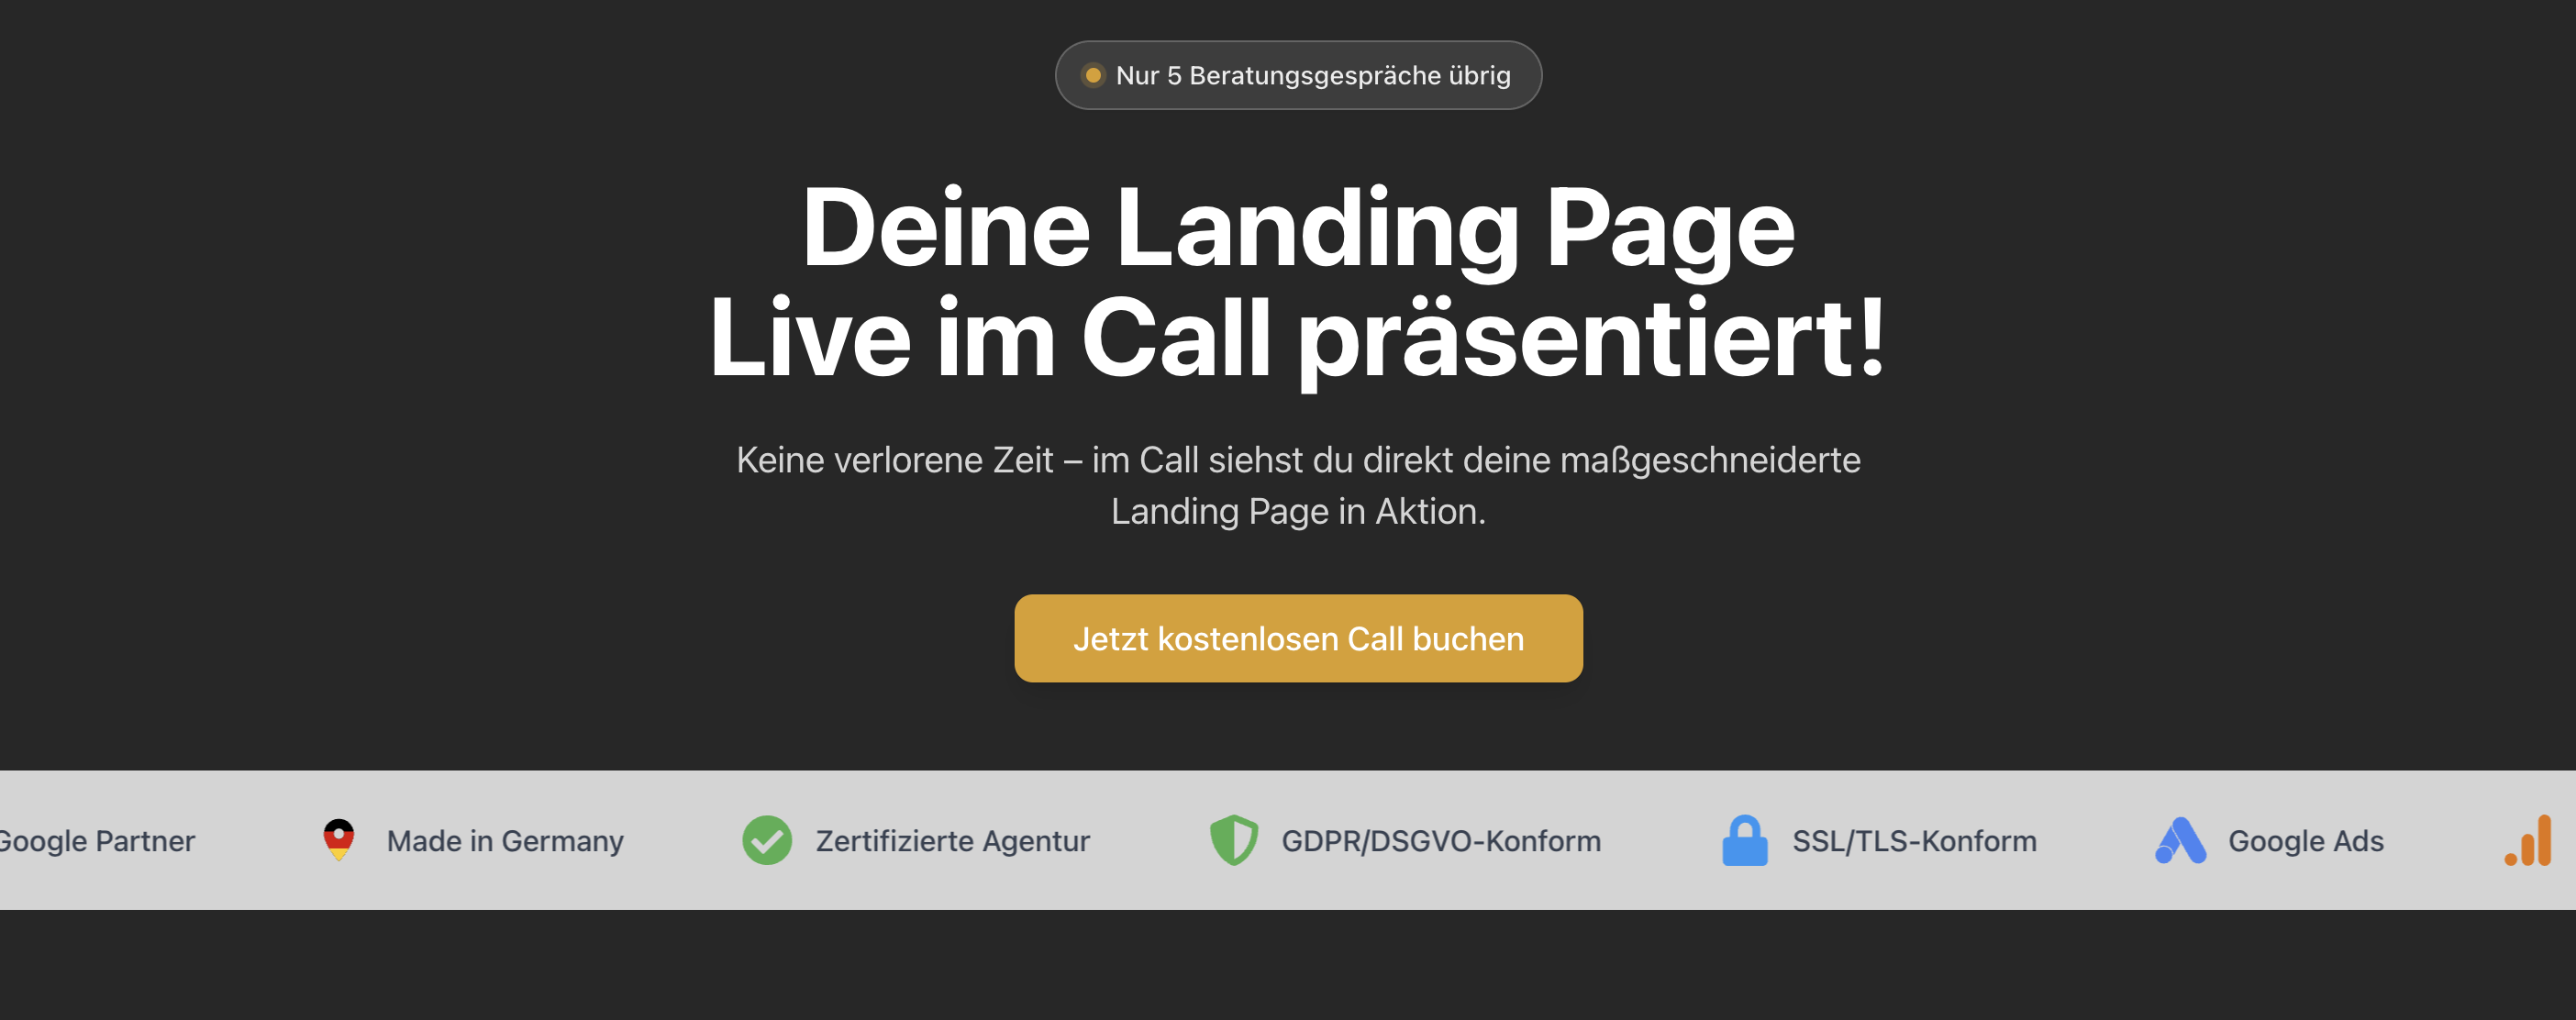 Nur 5 Beratungsgespräche übrig
Deine Landing Page
Live im Call präsentiert!
Keine verlorene Zeit – im Call siehst du direkt deine maßgeschneiderte
Landing Page in Aktion.
Jetzt kostenlosen Call buchen
Google Partner
Made in Germany
Zertifizierte Agentur
GDPR/DSGVO-Konform
SSL/TLS-Konform
Google Ads